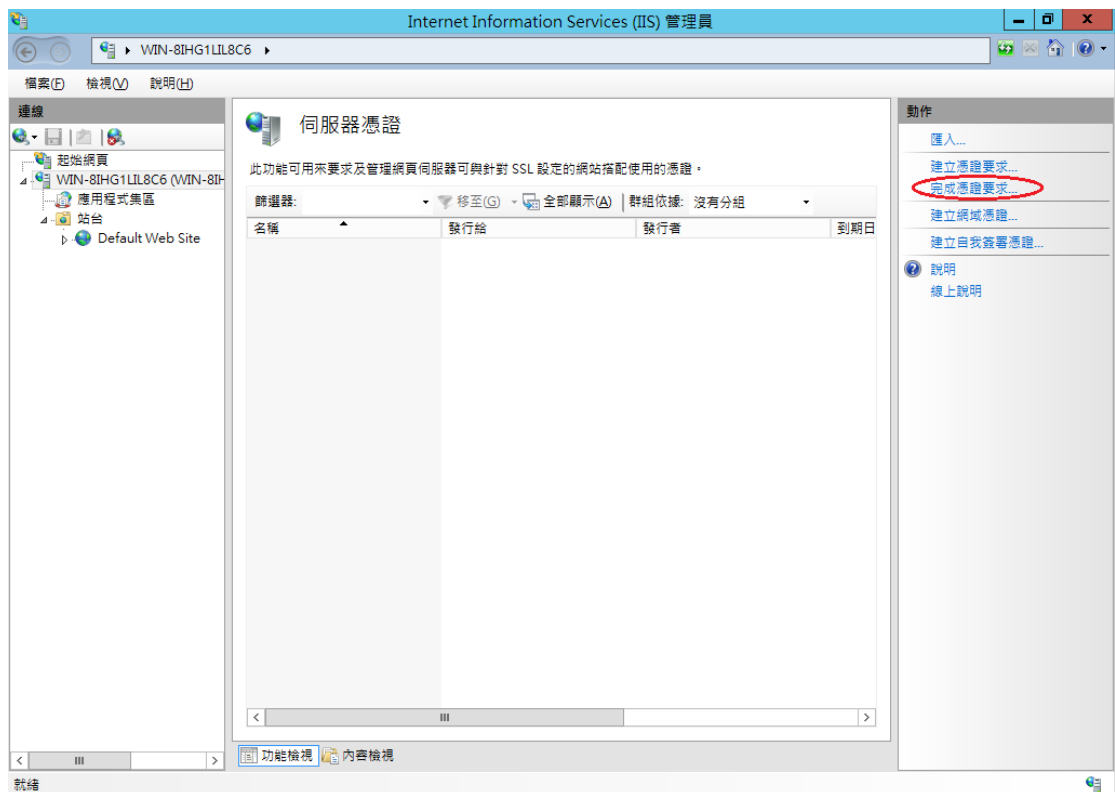 Internet Information Services (IIS) 管理員
WIN-8IHG1LIL8C6
檔案(F) 檢視(V) 說明(H)
連線
起始網頁
WIN-8IHG1LIL8C6 (WIN-8IH
應用程式集區
站台
Default Web Site
伺服器憑證
此功能可用來要求及管理網頁伺服器可與針對 SSL 設定的網站搭配使用的憑證。
篩選器: 移至(G) 全部顯示(A) 群組依據: 沒有分組
名稱 發行給 發行者 到期日
功能檢視 內容檢視
動作
匯入...
建立憑證要求...
完成憑證要求...
建立網域憑證...
建立自我簽署憑證...
說明
線上說明
就緒